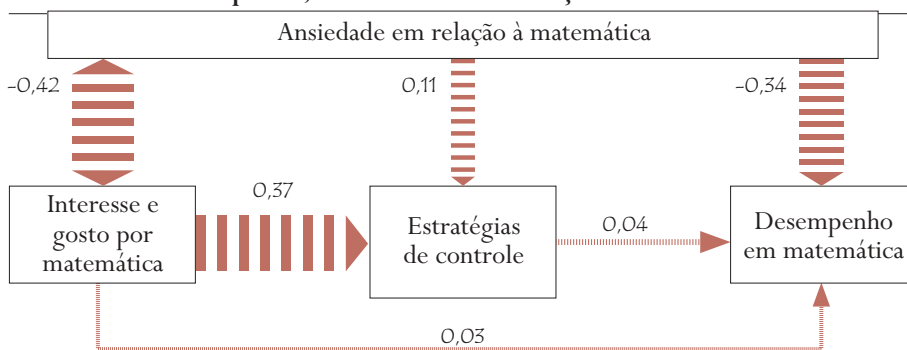 Ansiedade em relação à matemática
-0,42
0,11
-0,34
0,37
Interesse e
gosto por
matemática
Estratégias
de controle
0,04
Desempenho
em matemática
0,03